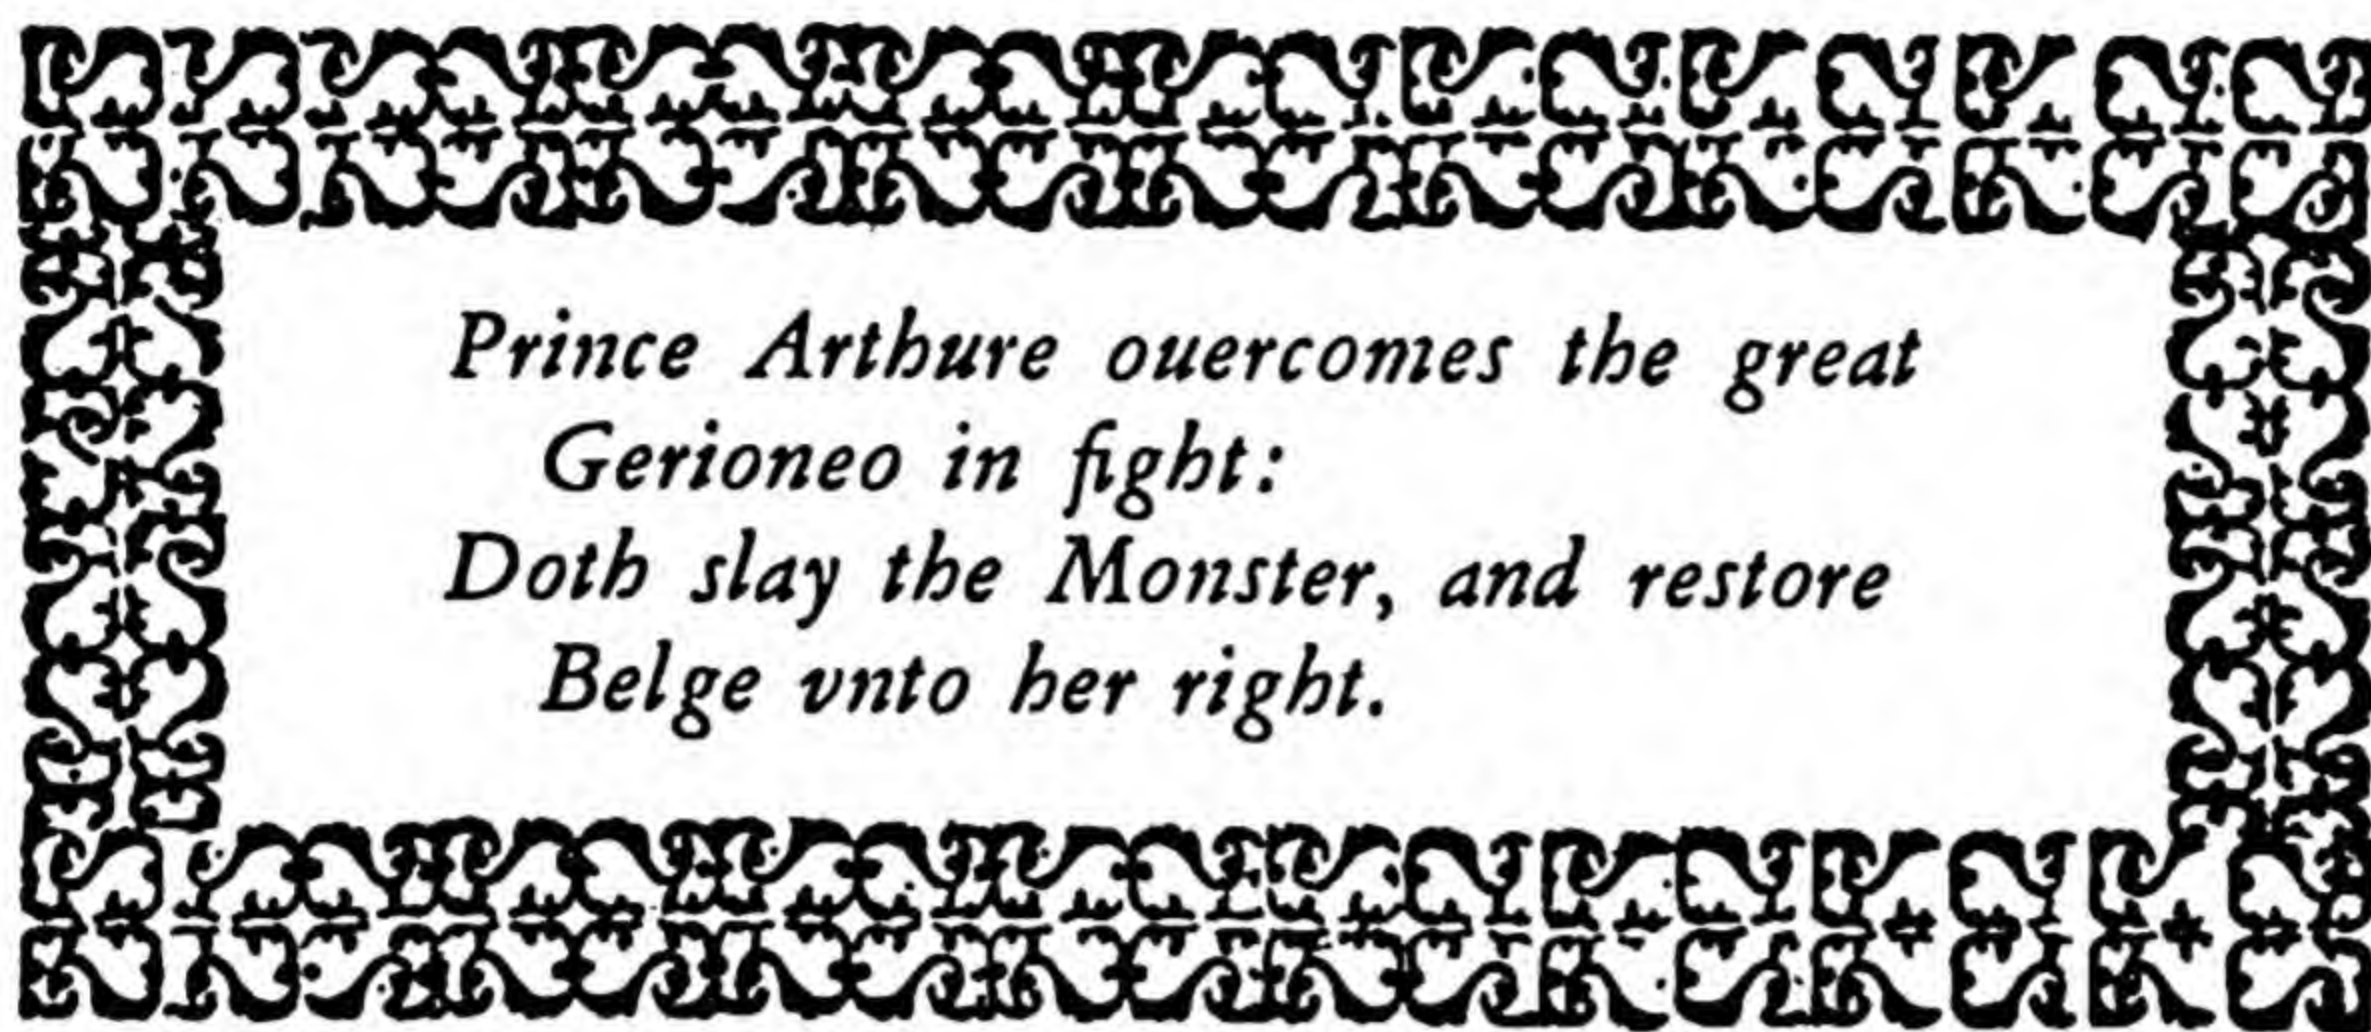 Prince Arthure ouercomes the great
Gerioneo in fight:
Doth slay the Monster, and restore
Belge vnto her right.